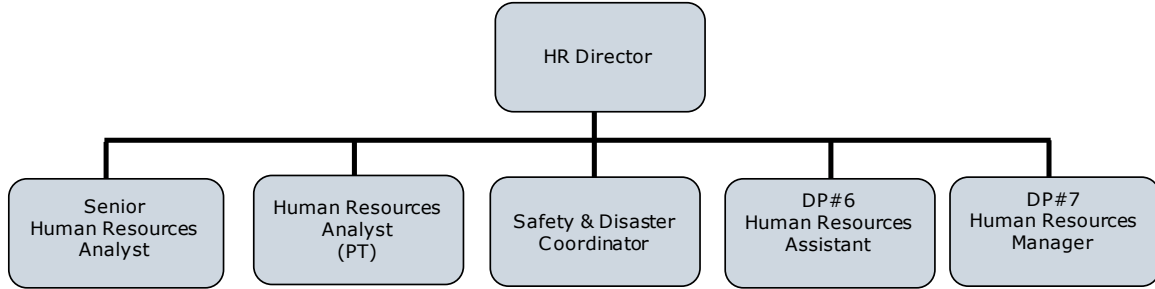 HR Director
Senior
Human Resources
Analyst
Human Resources
Analyst
(PT)
Safety & Disaster
Coordinator
DP#6
Human Resources
Assistant
DP#7
Human Resources
Manager